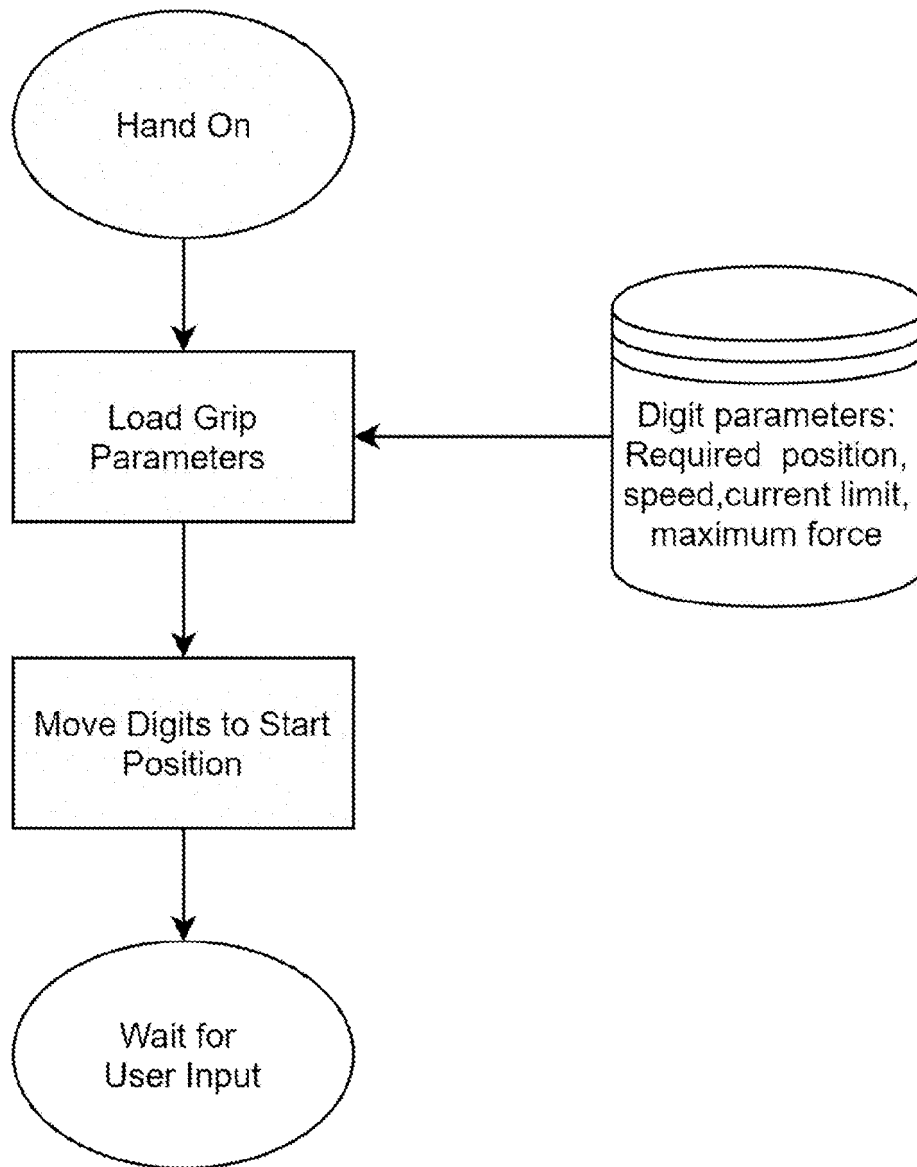 Hand On
Load Grip
Parameters
Digit parameters:
Required position,
speed,current limit,
maximum force
Move Digits to Start
Position
Wait for
User Input